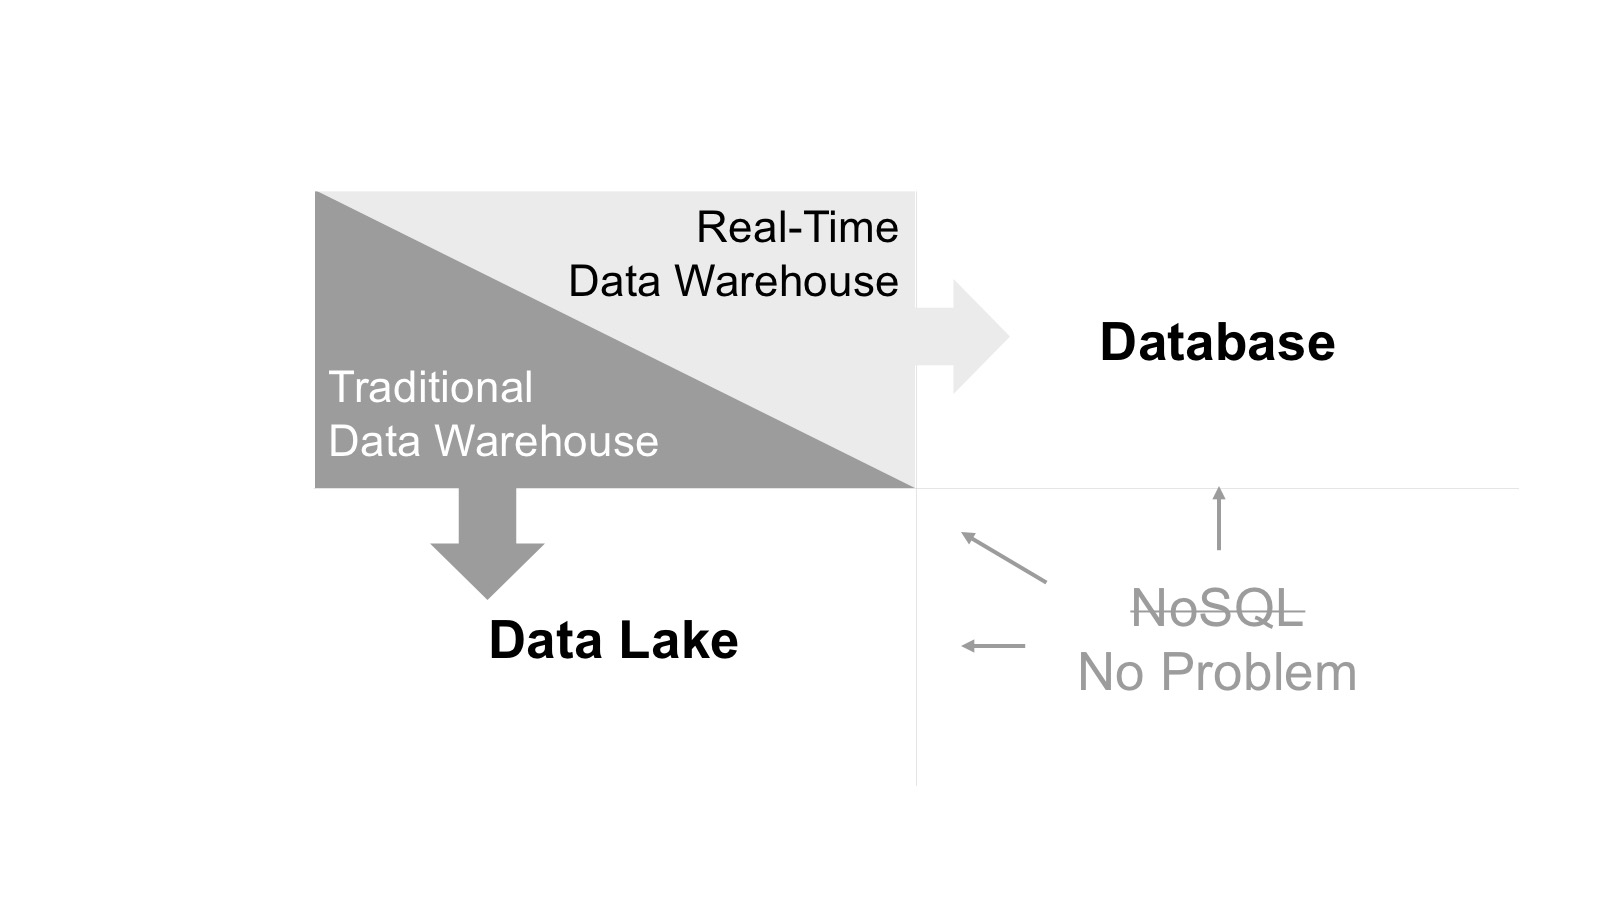 Real-Time
Data Warehouse
Database
Traditional
Data Warehouse
Data Lake
NoSQL
No Problem